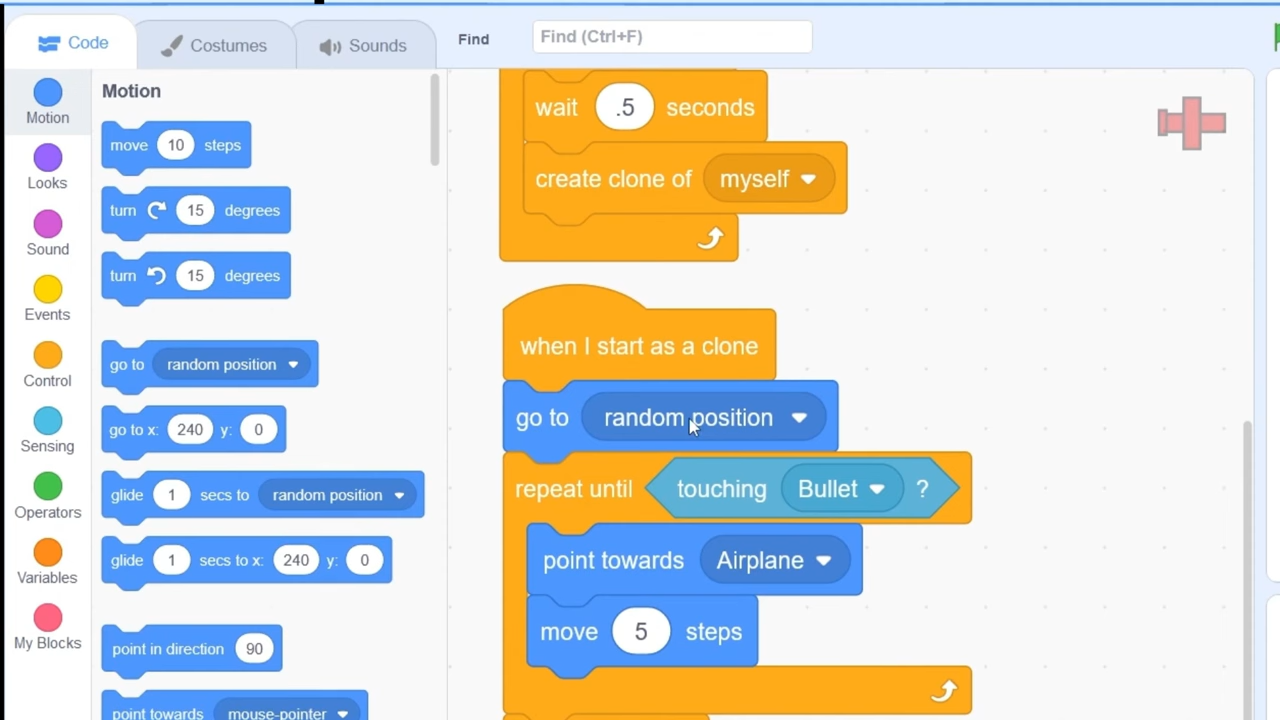 Code
Costumes
Sounds
Find
Find (Ctrl+F)
Motion
Looks
Sound
Events
Control
Sensing
Operators
Variables
My Blocks
Motion
move 10 steps
turn 15 degrees
turn 15 degrees
go to random position
go to x: 240 y: 0
glide 1 secs to random position
glide 1 secs to x: 240 y: 0
point in direction 90
point towards mouse-pointer
wait .5 seconds
create clone of myself
when I start as a clone
go to random position
repeat until touching Bullet ?
point towards Airplane
move 5 steps